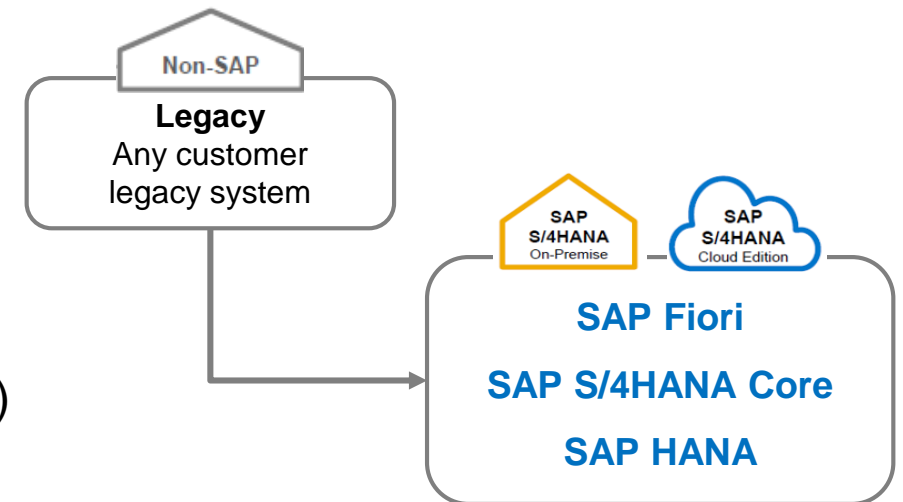 Non-SAP
Legacy
Any customer
legacy system
SAP
S/4HANA
On-Premise
SAP
S/4HANA
Cloud Edition
SAP Fiori
SAP S/4HANA Core
SAP HANA
)